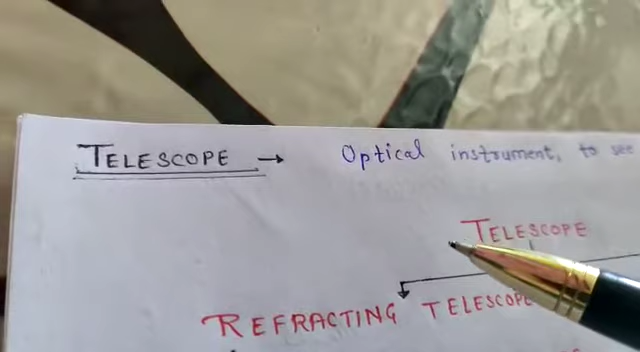 TELESCOPE → Optical instrument, to see
TELESCOPE
REFRACTING TELESCOPE